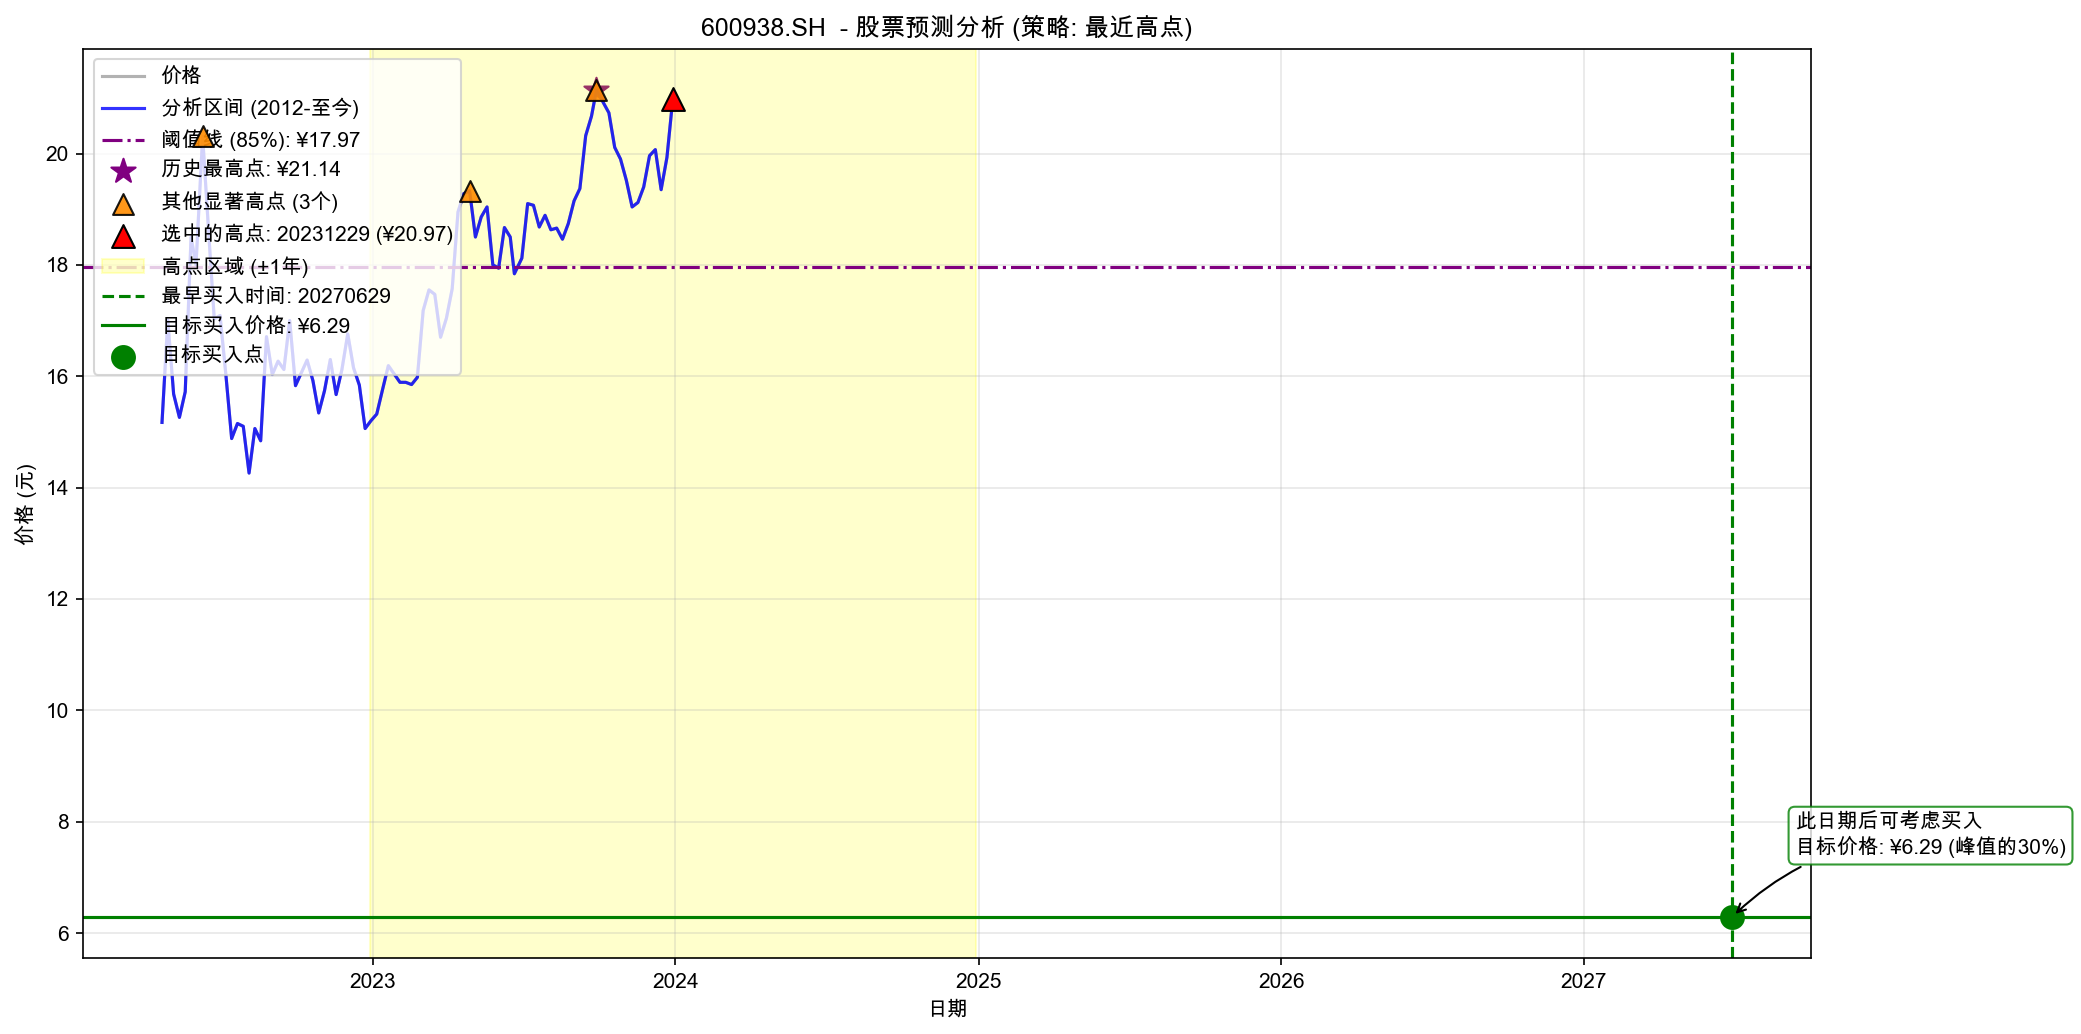 600938.SH - 股票预测分析 (策略: 最近高点)
价格
分析区间 (2012-至今)
阈值线 (85%): ¥17.97
历史最高点: ¥21.14
其他显著高点 (3个)
选中的高点: 20231229 (¥20.97)
高点区域 (±1年)
最早买入时间: 20270629
目标买入价格: ¥6.29
目标买入点
价格 (元)
20
18
16
14
12
10
8
6
此日期后可考虑买入
目标价格: ¥6.29 (峰值的30%)
2023
2024
2025
2026
2027
日期